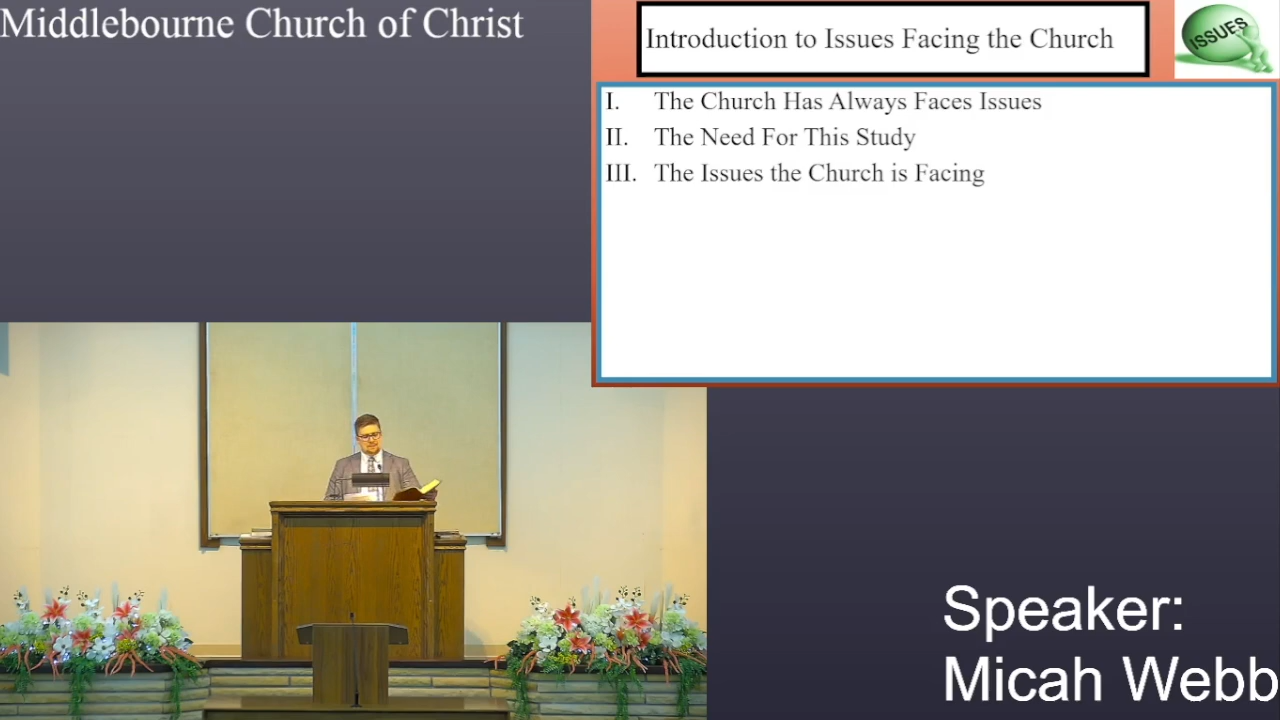 Middlebourne Church of Christ
Introduction to Issues Facing the Church
ISSUES
I. The Church Has Always Faces Issues
II. The Need For This Study
III. The Issues the Church is Facing
Speaker:
Micah Webb